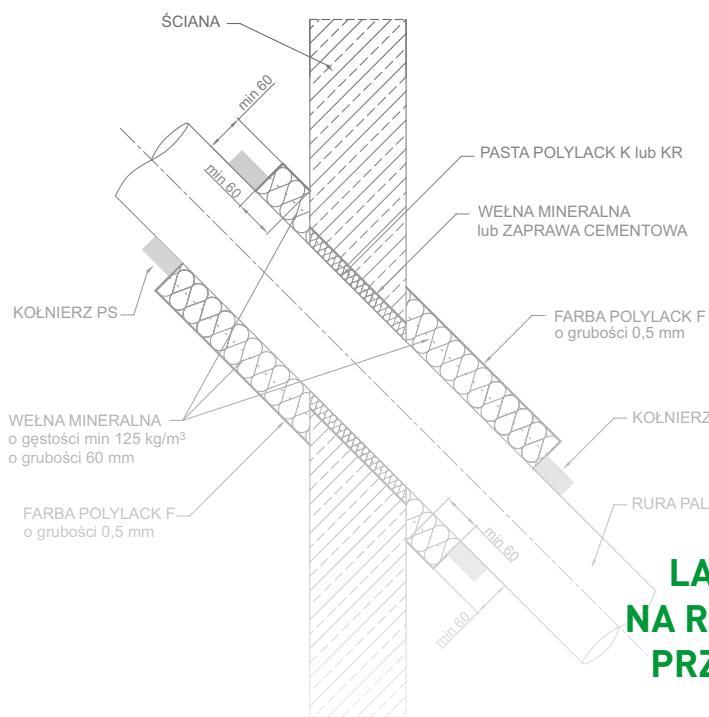 ŚCIANA
min 60
min 60
PASTA POLYLACK K lub KR
WEŁNA MINERALNA
lub ZAPRAWA CEMENTOWA
KOŁNIERZ PS
FARBA POLYLACK F
o grubości 0,5 mm
WEŁNA MINERALNA
o gęstości min 125 kg/m³
o grubości 60 mm
KOŁNIERZ
FARBA POLYLACK F
o grubości 0,5 mm
RURA PAL
min 60
min 60
LA
NA R
PRZ